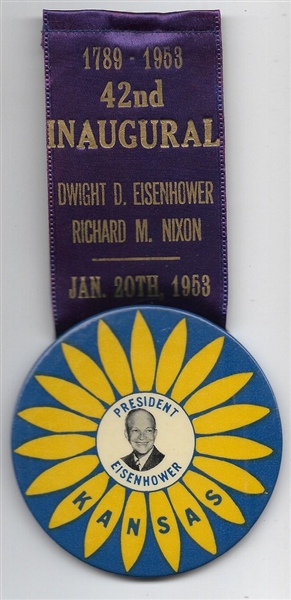 1789 - 1953
42nd
INAUGURAL
DWIGHT D. EISENHOWER
RICHARD M. NIXON
JAN. 20TH, 1953
PRESIDENT
EISENHOWER
KANSAS